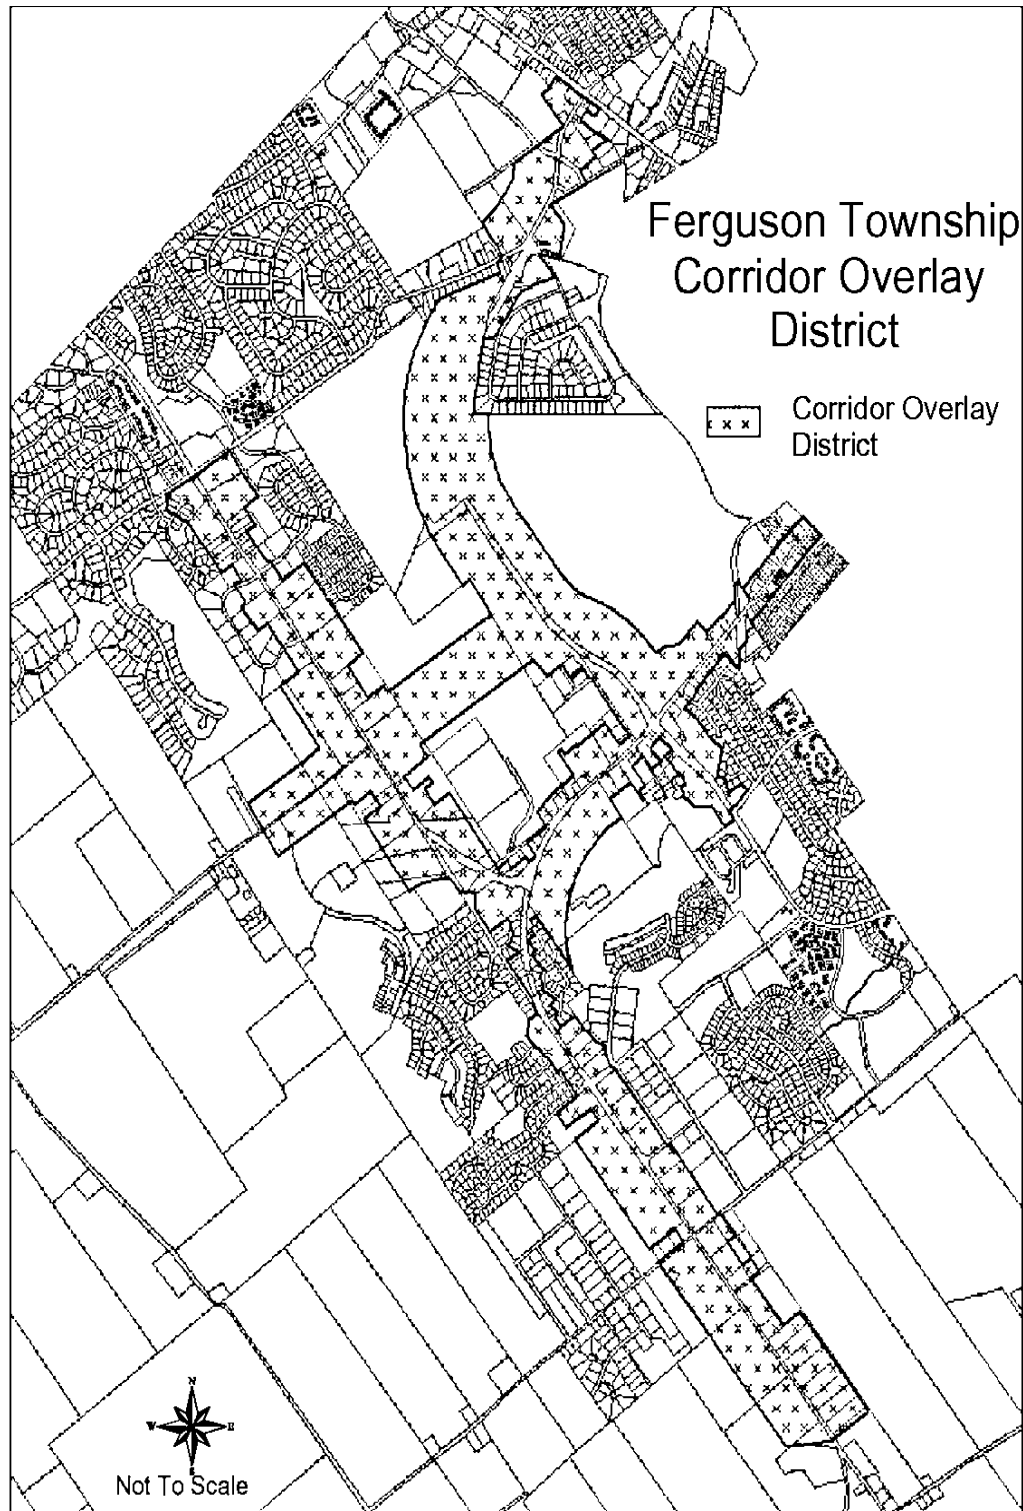 Ferguson Township
Corridor Overlay
District
Corridor Overlay
District
N
W
E
S
Not To Scale